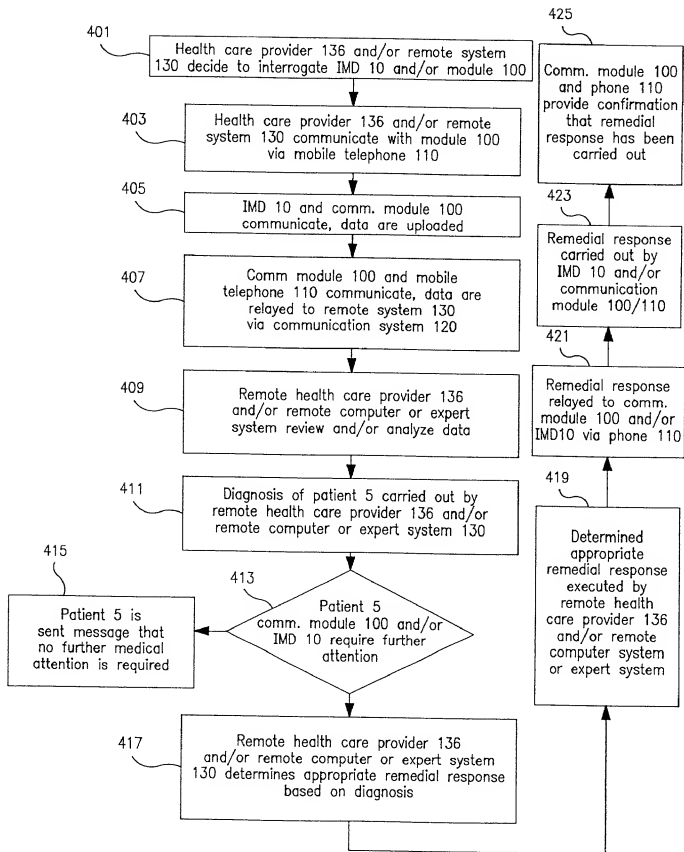 401
Health care provider 136 and/or remote system
130 decide to interrogate IMD 10 and/or module 100
403
Health care provider 136 and/or remote
system 130 communicate with module 100
via mobile telephone 110
405
IMD 10 and comm. module 100
communicate, data are uploaded
407
Comm module 100 and mobile
telephone 110 communicate, data are
relayed to remote system 130
via communication system 120
409
Remote health care provider 136
and/or remote computer or expert
system review and/or analyze data
411
Diagnosis of patient 5 carried out by
remote health care provider 136 and/or
remote computer or expert system 130
413
Patient 5
comm. module 100 and/or
IMD 10 require further
attention
415
Patient 5 is
sent message that
no further medical
attention is required
417
Remote health care provider 136
and/or remote computer or expert system
130 determines appropriate remedial response
based on diagnosis
419
Determined
appropriate
remedial response
executed by
remote health
care provider 136
and/or remote
computer system
or expert system
421
Remedial response
relayed to comm.
module 100 and/or
IMD10 via phone 110
423
Remedial response
carried out by
IMD 10 and/or
communication
module 100/110
425
Comm. module 100
and phone 110
provide confirmation
that remedial
response has been
carried out